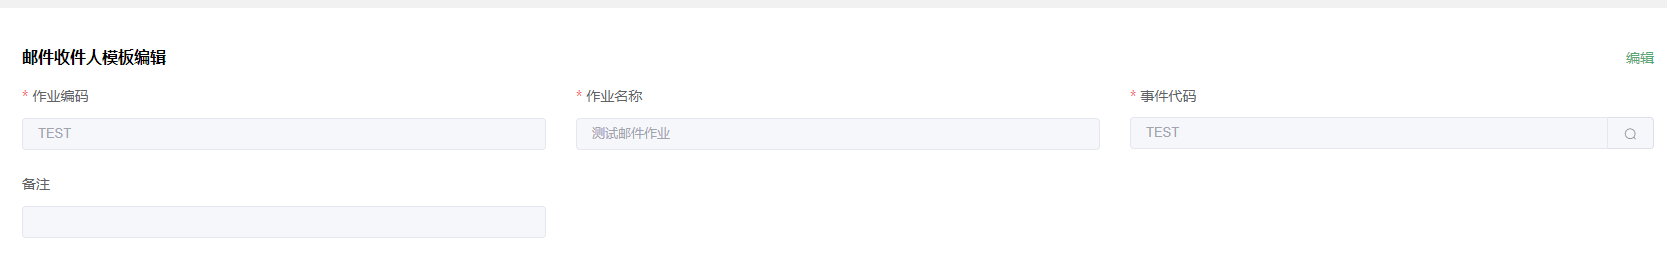 邮件收件人模板编辑
编辑
* 作业编码
* 作业名称
* 事件代码
TEST
测试邮件作业
TEST
备注